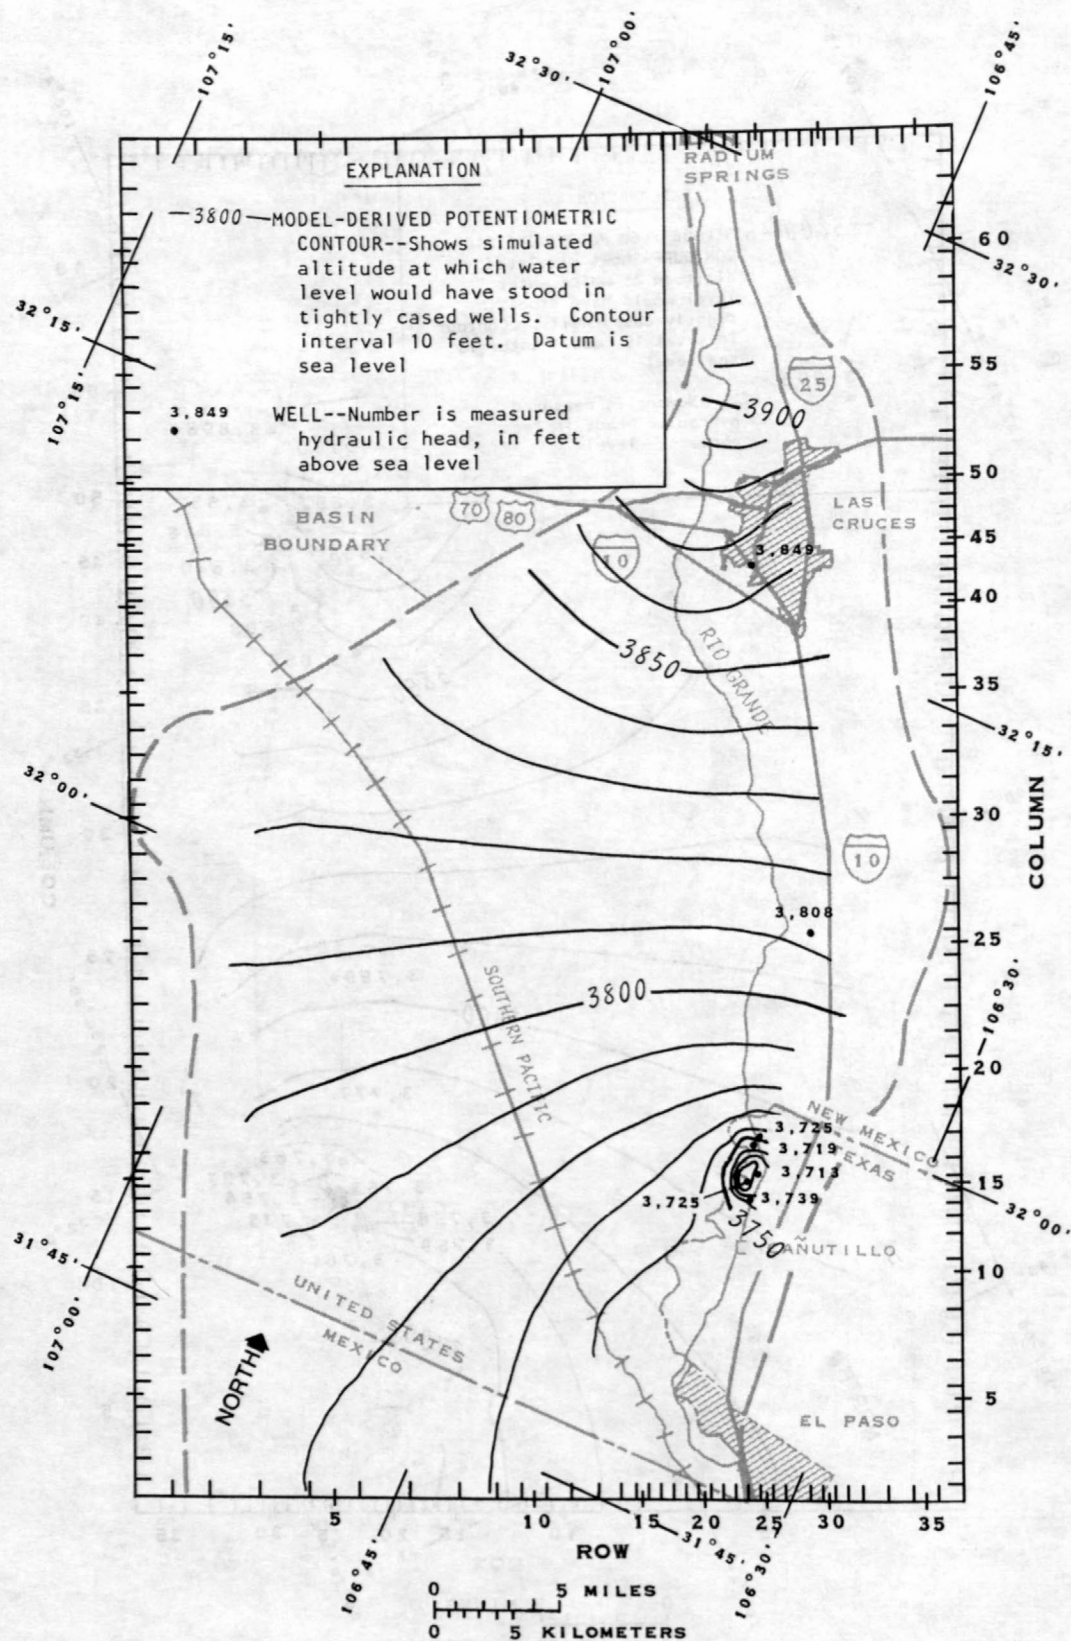 107°15'
32°30'
107°00'
106°45'
RADIUM
SPRINGS
EXPLANATION
3800 MODEL-DERIVED POTENTIOMETRIC
CONTOUR--Shows simulated
altitude at which water
level would have stood in
tightly cased wells. Contour
interval 10 feet. Datum is
sea level
3,849 WELL--Number is measured
hydraulic head, in feet
above sea level
60
32°30'
32°15'
107°15'
55
25
3900
50
70
80
BASIN
BOUNDARY
LAS
CRUCES
10
45
3,849
40
RIO GRANDE
3850
35
32°15'
32°00'
COLUMN
30
10
3,808
25
SOUTHERN PACIFIC
3800
106°30'
20
NEW MEXICO
TEXAS
3,725
3,719
3,713
3,725
3,739
15
32°00'
3750
CAÑUTILLO
31°45'
107°00'
10
UNITED STATES
MEXICO
NORTH
5
EL PASO
5
10
15
20
25
30
35
ROW
106°45'
31°45'
106°30'
0 5 MILES
0 5 KILOMETERS